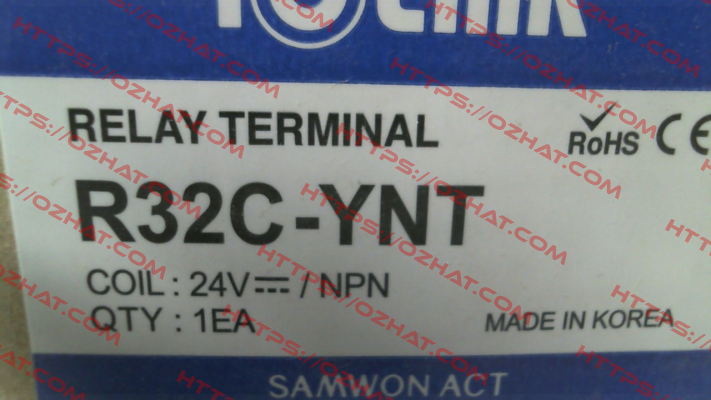 RELAY TERMINAL
RoHS CE
R32C-YNT
COIL : 24V⎓ / NPN
QTY : 1EA
MADE IN KOREA
SAMWON ACT
HTTPS://OZHAT.COM